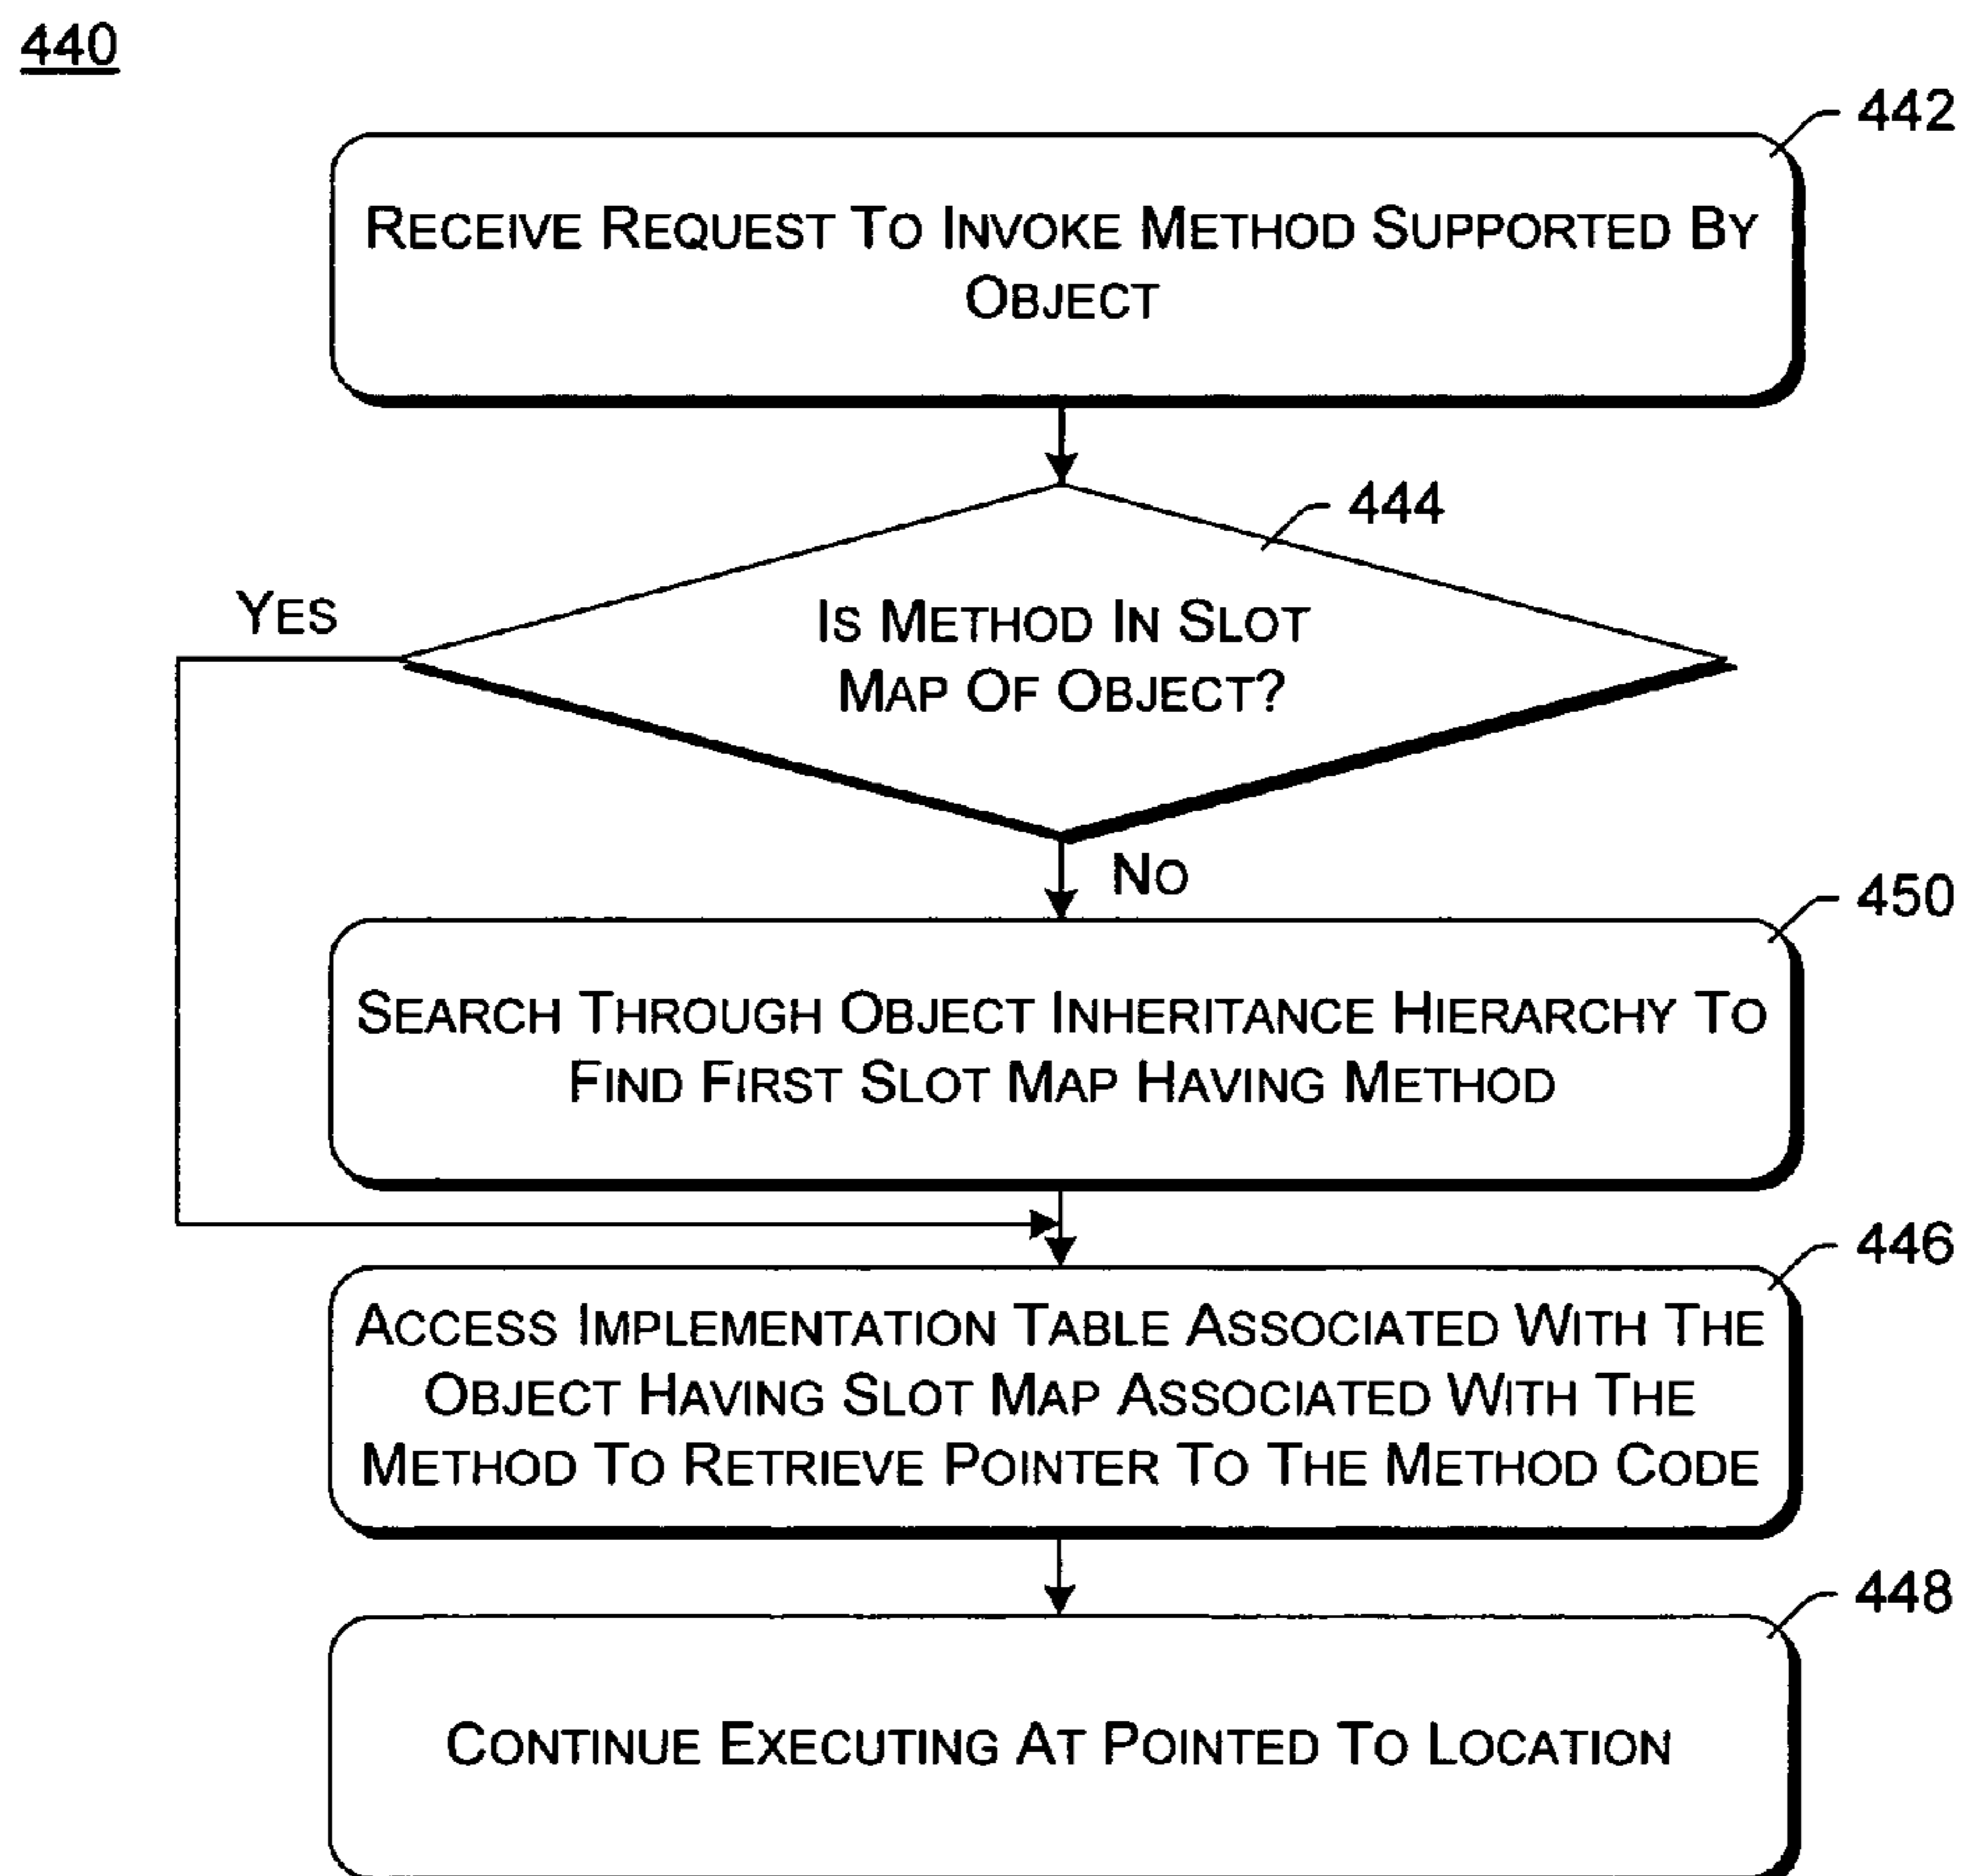 440
442
RECEIVE REQUEST TO INVOKE METHOD SUPPORTED BY
OBJECT
444
YES
IS METHOD IN SLOT
MAP OF OBJECT?
NO
450
SEARCH THROUGH OBJECT INHERITANCE HIERARCHY TO
FIND FIRST SLOT MAP HAVING METHOD
446
ACCESS IMPLEMENTATION TABLE ASSOCIATED WITH THE
OBJECT HAVING SLOT MAP ASSOCIATED WITH THE
METHOD TO RETRIEVE POINTER TO THE METHOD CODE
448
CONTINUE EXECUTING AT POINTED TO LOCATION